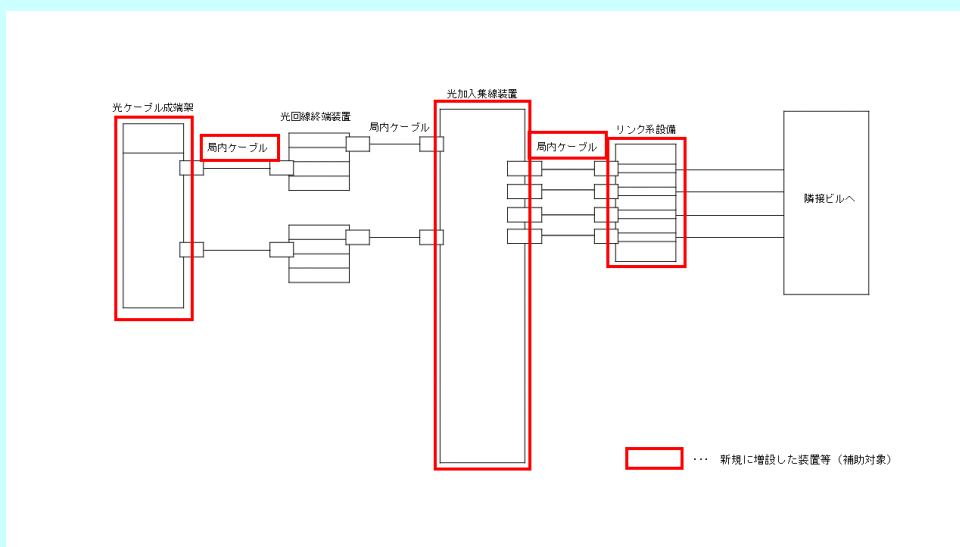 光加入集線装置
光ケーブル成端架
光回線終端装置
局内ケーブル
リンク系設備
局内ケーブル
局内ケーブル
隣接ビルへ
･･･ 新規に増設した装置等（補助対象）